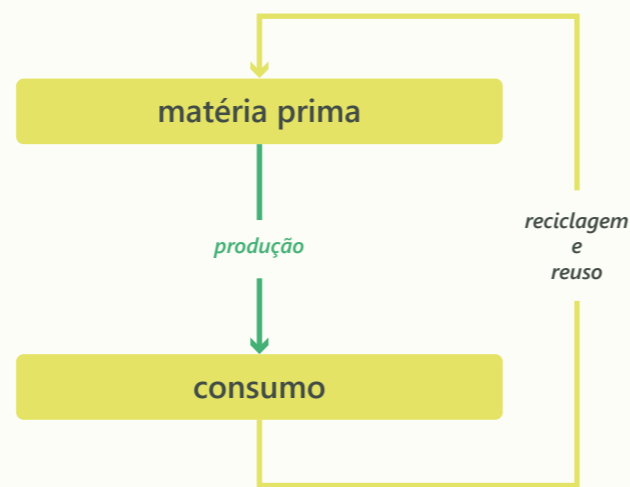 matéria prima
produção
reciclagem
e
reuso
consumo